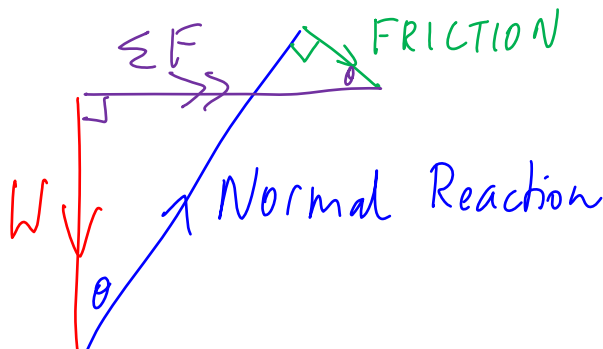 ΣF
FRICTION
θ
W
Normal Reaction
θ